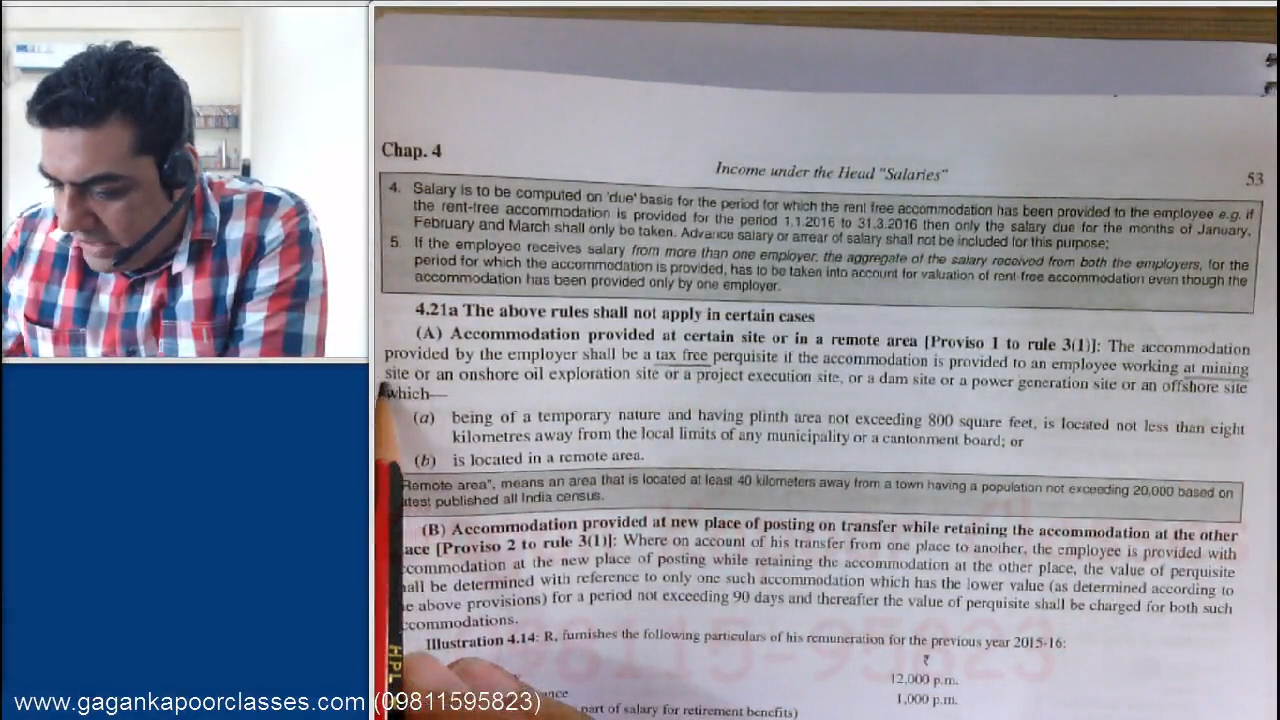 Chap. 4
Income under the Head "Salaries"
53
4. Salary is to be computed on 'due' basis for the period for which the rent free accommodation has been provided to the employee e.g. if
the rent-free accommodation is provided for the period 1.1.2016 to 31.3.2016 then only the salary due for the months of January,
February and March shall only be taken. Advance salary or arrear of salary shall not be included for this purpose;
5. If the employee receives salary from more than one employer, the aggregate of the salary received from both the employers, for the
period for which the accommodation is provided, has to be taken into account for valuation of rent-free accommodation even though the
accommodation has been provided only by one employer.
4.21a The above rules shall not apply in certain cases
(A) Accommodation provided at certain site or in a remote area [Proviso 1 to rule 3(1)]: The accommodation
provided by the employer shall be a tax free perquisite if the accommodation is provided to an employee working at mining
site or an onshore oil exploration site or a project execution site, or a dam site or a power generation site or an offshore site
which—
(a) being of a temporary nature and having plinth area not exceeding 800 square feet, is located not less than eight
kilometres away from the local limits of any municipality or a cantonment board; or
(b) is located in a remote area.
Remote area", means an area that is located at least 40 kilometers away from a town having a population not exceeding 20,000 based on
published all India census.
(B) Accommodation provided at new place of posting on transfer while retaining the accommodation at the other
[Proviso 2 to rule 3(1)]: Where on account of his transfer from one place to another, the employee is provided with
at the new place of posting while retaining the accommodation at the other place, the value of perquisite
be determined with reference to only one such accommodation which has the lower value (as determined according to
above provisions) for a period not exceeding 90 days and thereafter the value of perquisite shall be charged for both such
Illustration 4.14: R, furnishes the following particulars of his remuneration for the previous year 2015-16:
₹
12,000 p.m.
1,000 p.m.
part of salary for retirement benefits)
HPL
98115-95823
www.gagankapoorclasses.com (09811595823)